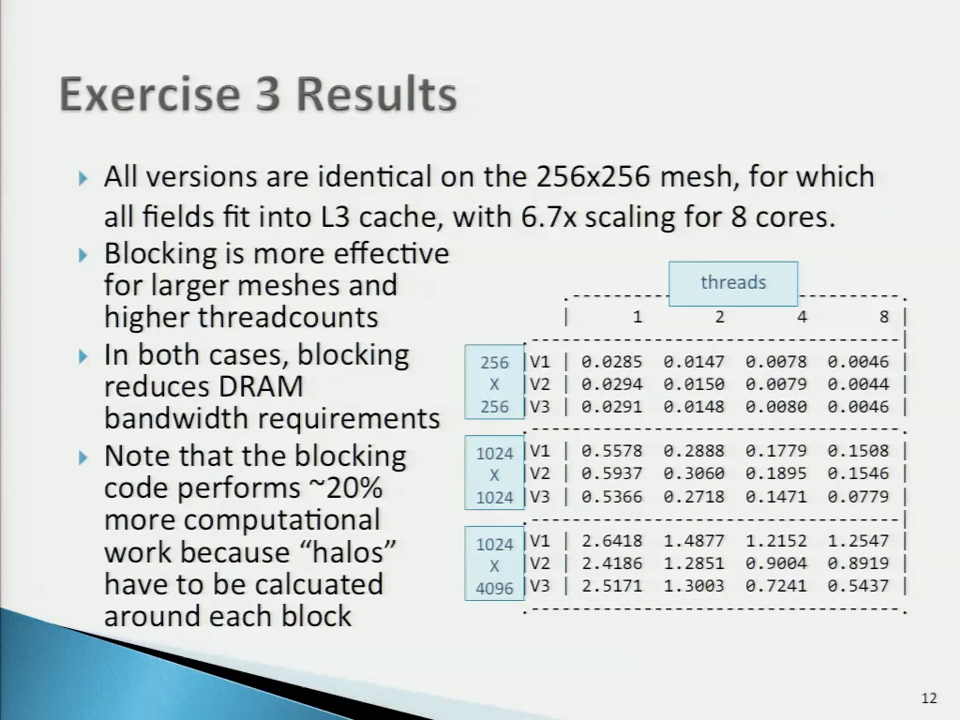 Exercise 3 Results
All versions are identical on the 256x256 mesh, for which
all fields fit into L3 cache, with 6.7x scaling for 8 cores.
Blocking is more effective
for larger meshes and
higher threadcounts
In both cases, blocking
reduces DRAM
bandwidth requirements
Note that the blocking
code performs ~20%
more computational
work because “halos”
have to be calcuated
around each block
threads
| 1 2 4 8 |
256
X
256
|V1 | 0.0285 0.0147 0.0078 0.0046 |
|V2 | 0.0294 0.0150 0.0079 0.0044 |
|V3 | 0.0291 0.0148 0.0080 0.0046 |
1024
X
1024
|V1 | 0.5578 0.2888 0.1779 0.1508 |
|V2 | 0.5937 0.3060 0.1895 0.1546 |
|V3 | 0.5366 0.2718 0.1471 0.0779 |
1024
X
4096
|V1 | 2.6418 1.4877 1.2152 1.2547 |
|V2 | 2.4186 1.2851 0.9004 0.8919 |
|V3 | 2.5171 1.3003 0.7241 0.5437 |
12